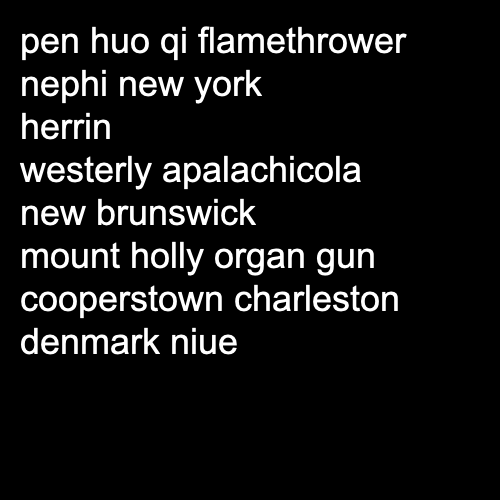 pen huo qi flamethrower
nephi new york
herrin
westerly apalachicola
new brunswick
mount holly organ gun
cooperstown charleston
denmark niue